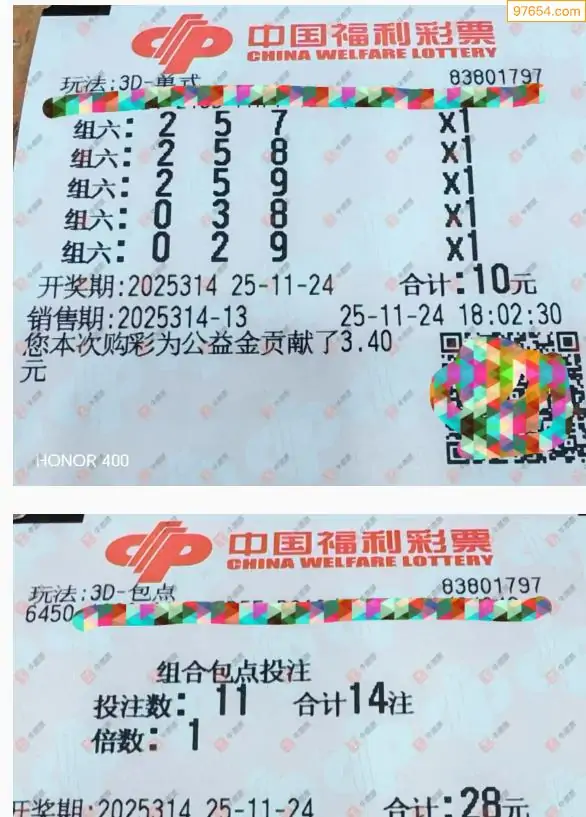 97654.com
中国福利彩票
CHINA WELFARE LOTTERY
玩法:3D-单式 83801797
组六: 2 5 7 x1
组六: 2 5 8 x1
组六: 2 5 9 x1
组六: 0 3 8 x1
组六: 0 2 9 x1
开奖期:2025314 25-11-24 合计:10元
销售期:2025314-13 25-11-24 18:02:30
您本次购彩为公益金贡献了3.40
元
HONOR 400
中国福利彩票
CHINA WELFARE LOTTERY
玩法:3D-包点 83801797
6450
组合包点投注
投注数: 11 合计14注
倍数: 1
开奖期:2025314 25-11-24 合计:28元